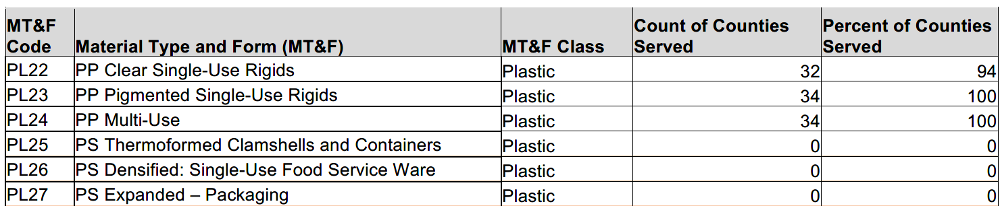 MT&F Code Material Type and Form (MT&F) MT&F Class Count of Counties Served Percent of Counties Served
PL22 PP Clear Single-Use Rigids Plastic 32 94
PL23 PP Pigmented Single-Use Rigids Plastic 34 100
PL24 PP Multi-Use Plastic 34 100
PL25 PS Thermoformed Clamshells and Containers Plastic 0 0
PL26 PS Densified: Single-Use Food Service Ware Plastic 0 0
PL27 PS Expanded – Packaging Plastic 0 0